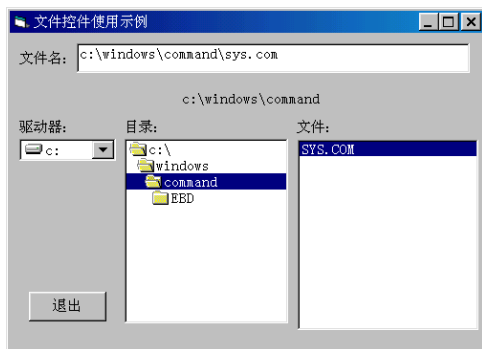 文件控件使用示例
文件名: c:\windows\command\sys.com
c:\windows\command
驱动器: 目录: 文件:
c: c:\ SYS.COM
windows
command
EBD
退出